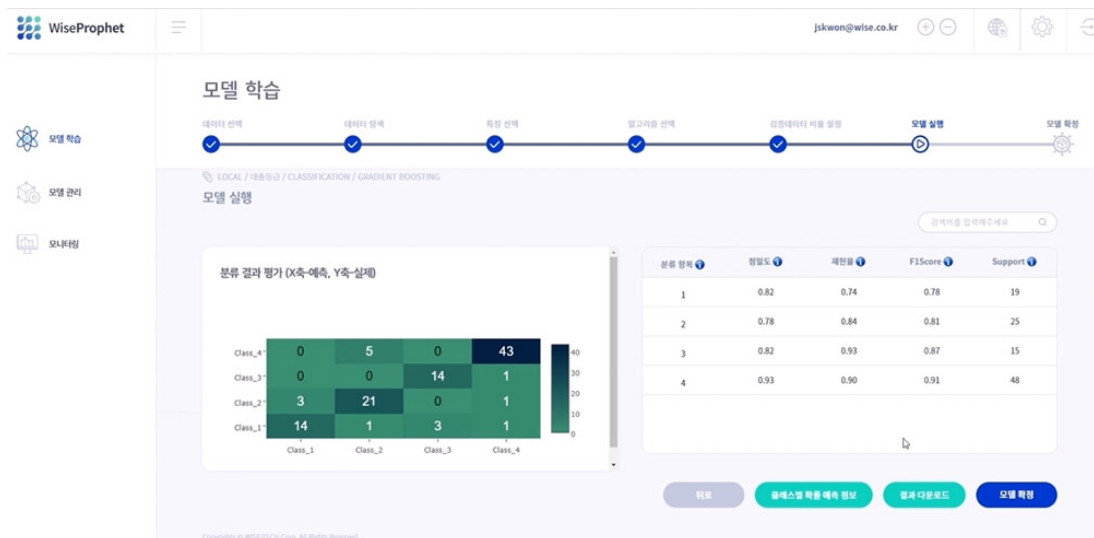 WiseProphet
jskwon@wise.co.kr
모델 학습
모델 관리
모니터링
모델 학습
데이터 선택
데이터 탐색
특징 선택
알고리즘 선택
검증데이터 비율 설정
모델 실행
모델 확정
LOCAL / 대출등급 / CLASSIFICATION / GRADIENT BOOSTING
모델 실행
검색어를 입력해주세요
분류 결과 평가 (X축-예측, Y축-실제)
Class_4 0 5 0 43
Class_3 0 0 14 1
Class_2 3 21 0 1
Class_1 14 1 3 1
Class_1 Class_2 Class_3 Class_4
40
30
20
10
0
분류 항목 정밀도 재현율 F1Score Support
1 0.82 0.74 0.78 19
2 0.78 0.84 0.81 25
3 0.82 0.93 0.87 15
4 0.93 0.90 0.91 48
뒤로
클래스별 확률 예측 정보
결과 다운로드
모델 확정
Copyrights © WISEiTECH Corp. All Rights Reserved.